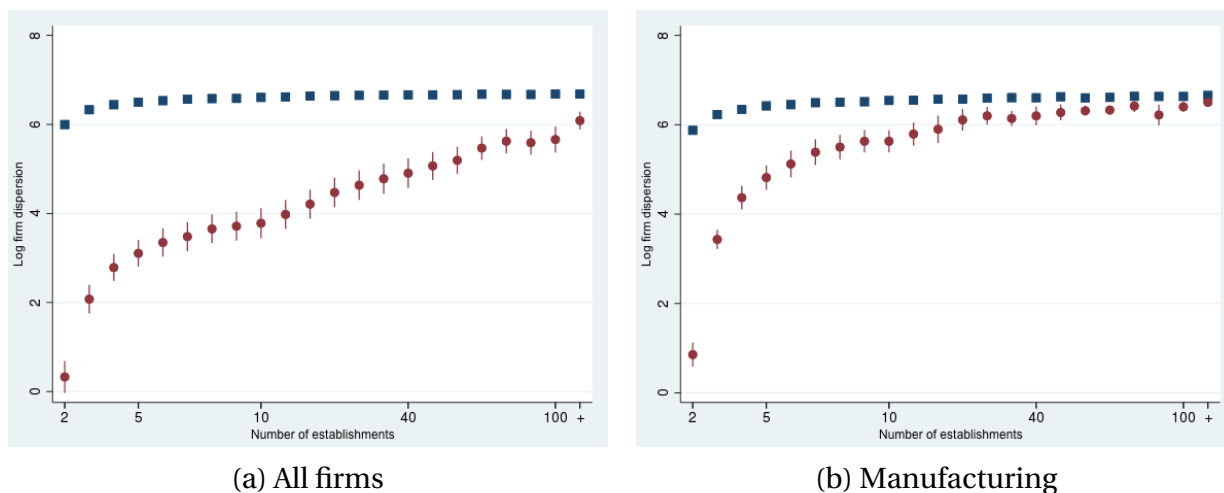 Log firm dispersion
8
6
4
2
0
2 5 10 40 100 +
Number of establishments
(a) All firms
Log firm dispersion
8
6
4
2
0
2 5 10 40 100 +
Number of establishments
(b) Manufacturing